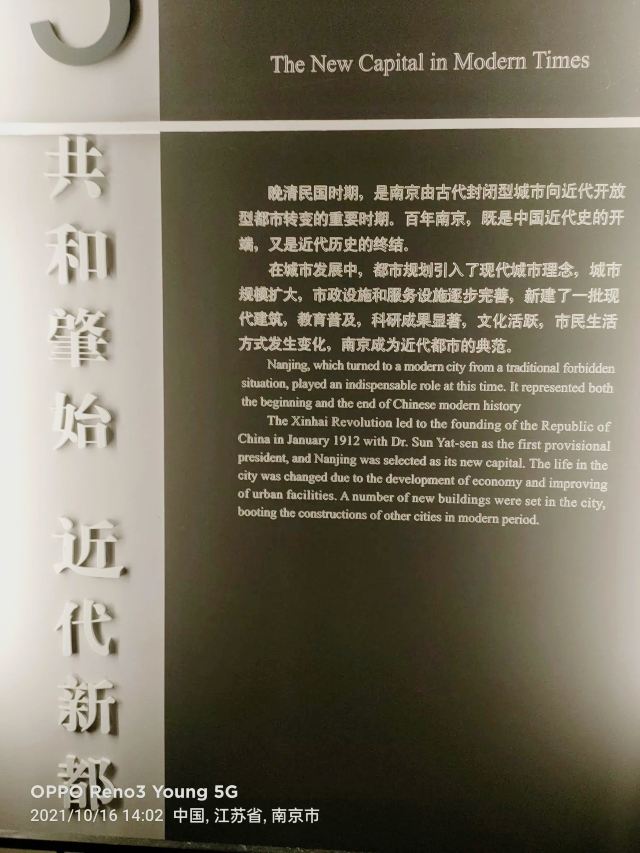 The New Capital in Modern Times
共和肇始 近代新都
晚清民国时期，是南京由古代封闭型城市向近代开放
型都市转变的重要时期。百年南京，既是中国近代史的开
端，又是近代历史的终结。
在城市发展中，都市规划引入了现代城市理念，城市
规模扩大，市政设施和服务设施逐步完善，新建了一批现
代建筑，教育普及，科研成果显著，文化活跃，市民生活
方式发生变化，南京成为近代都市的典范。
Nanjing, which turned to a modern city from a traditional forbidden
situation, played an indispensable role at this time. It represented both
the beginning and the end of Chinese modern history
The Xinhai Revolution led to the founding of the Republic of
China in January 1912 with Dr. Sun Yat-sen as the first provisional
president, and Nanjing was selected as its new capital. The life in the
city was changed due to the development of economy and improving
of urban facilities. A number of new buildings were set in the city,
booting the constructions of other cities in modern period.
OPPO Reno3 Young 5G
2021/10/16 14:02 中国, 江苏省, 南京市